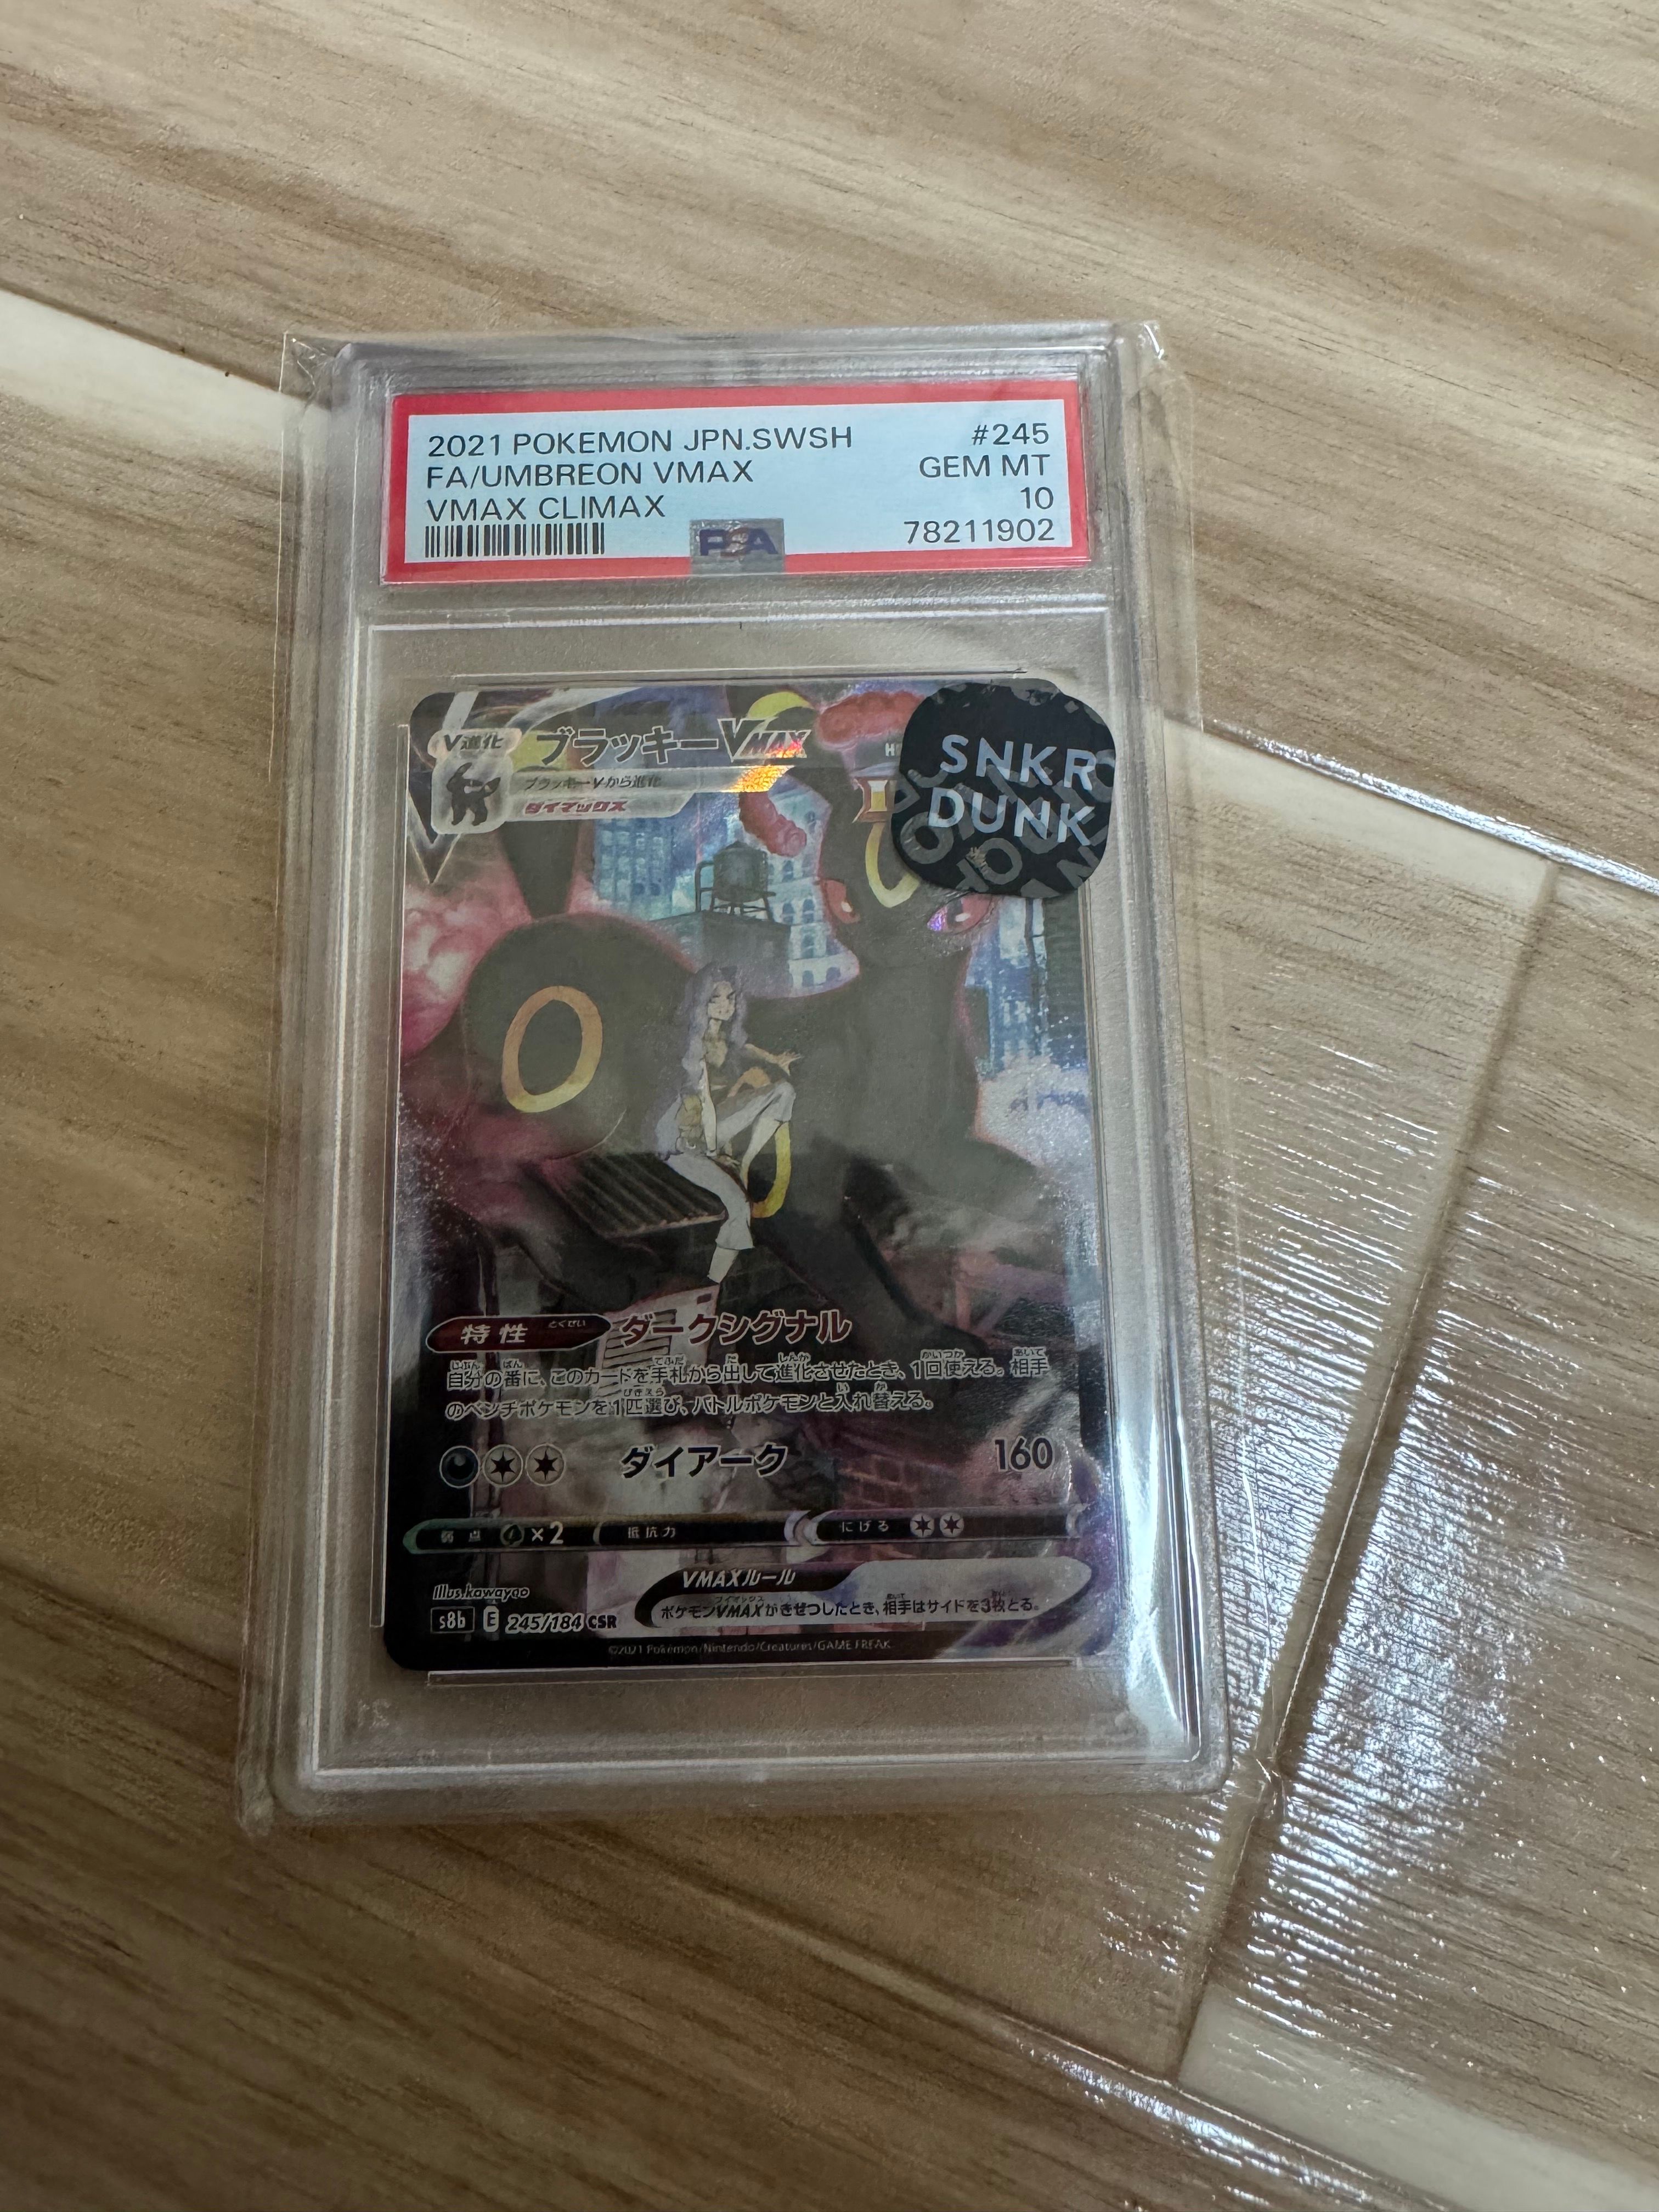 2021 POKEMON JPN.SWSH #245
FA/UMBREON VMAX GEM MT
VMAX CLIMAX 10
PSA 78211902
SNKR
DUNK
V進化 ブラッキーVMAX
ブラッキーVから進化
ダイマックス
特性 とくせい ダークシグナル
自分の番に、このカードを手札から出して進化させたとき、1回使える。相手
のベンチポケモンを1匹選び、バトルポケモンと入れ替える。
ダイアーク 160
弱点 ×2 抵抗力 にげる
VMAXルール
ポケモンVMAXがきぜつしたとき、相手はサイドを3枚とる。
Illus. kawayoo
s8b E 245/184 CSR
©2021 Pokémon/Nintendo/Creatures/GAME FREAK